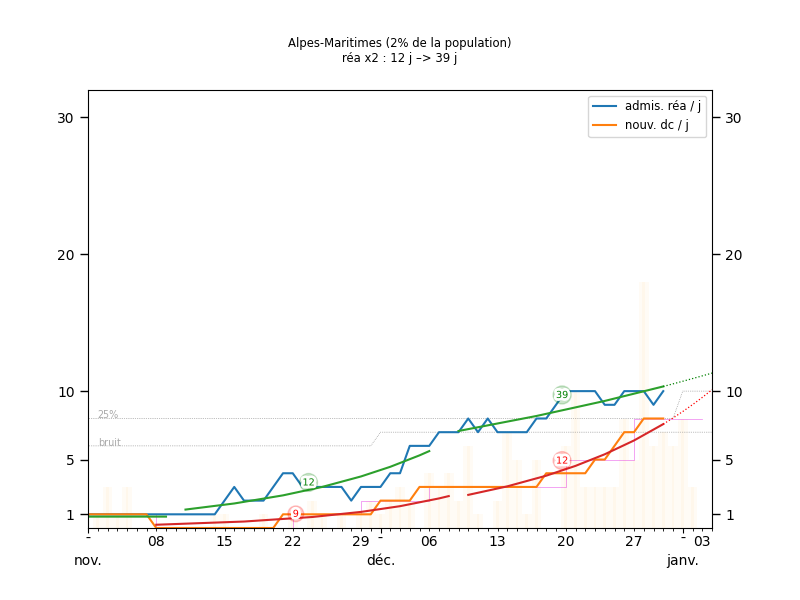 Alpes-Maritimes (2% de la population)
réa x2 : 12 j –> 39 j
admis. réa / j
nouv. dc / j
30
30
20
20
10
10
5
5
1
1
25%
bruit
39
12
12
9
- 08 15 22 29 - 06 13 20 27 - 03
nov. déc. janv.